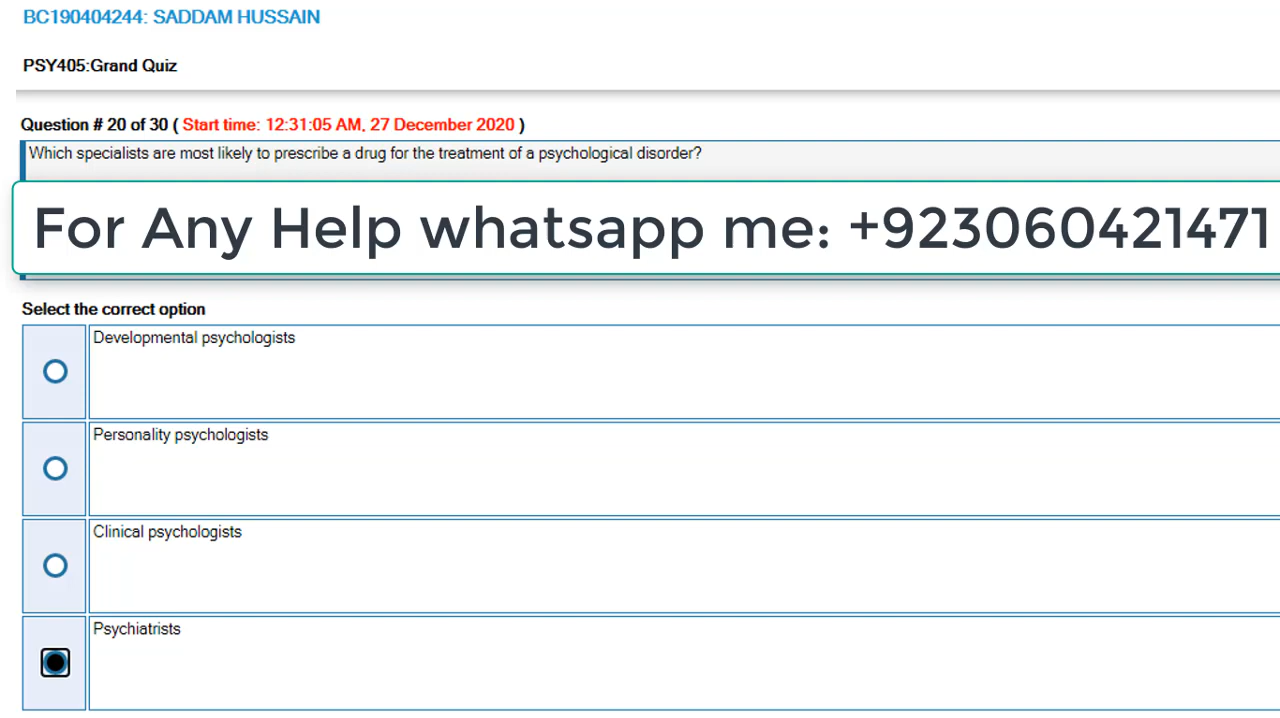 BC190404244: SADDAM HUSSAIN
PSY405:Grand Quiz
Question # 20 of 30 ( Start time: 12:31:05 AM, 27 December 2020 )
Which specialists are most likely to prescribe a drug for the treatment of a psychological disorder?
For Any Help whatsapp me: +923060421471
Select the correct option
Developmental psychologists
Personality psychologists
Clinical psychologists
Psychiatrists